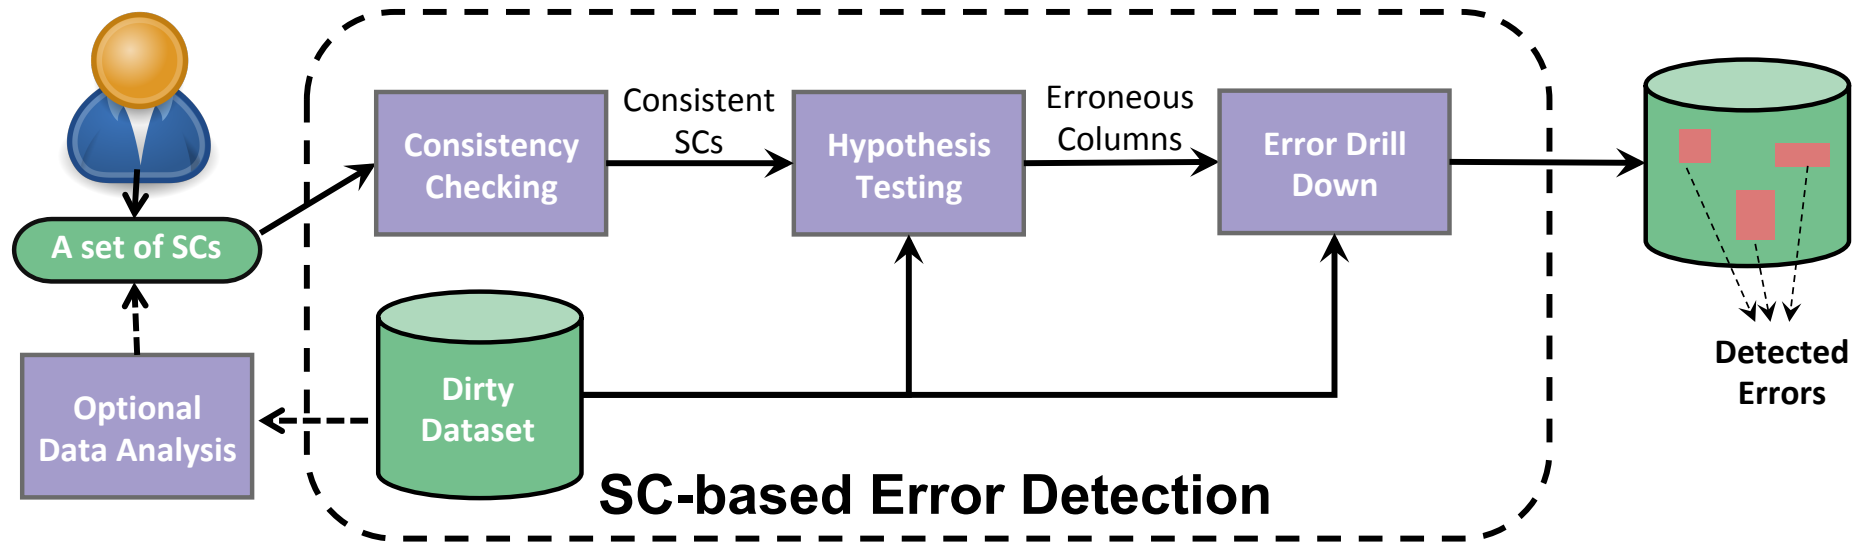 A set of SCs
Optional
Data Analysis
Consistency
Checking
Consistent
SCs
Hypothesis
Testing
Erroneous
Columns
Error Drill
Down
Dirty
Dataset
SC-based Error Detection
Detected
Errors